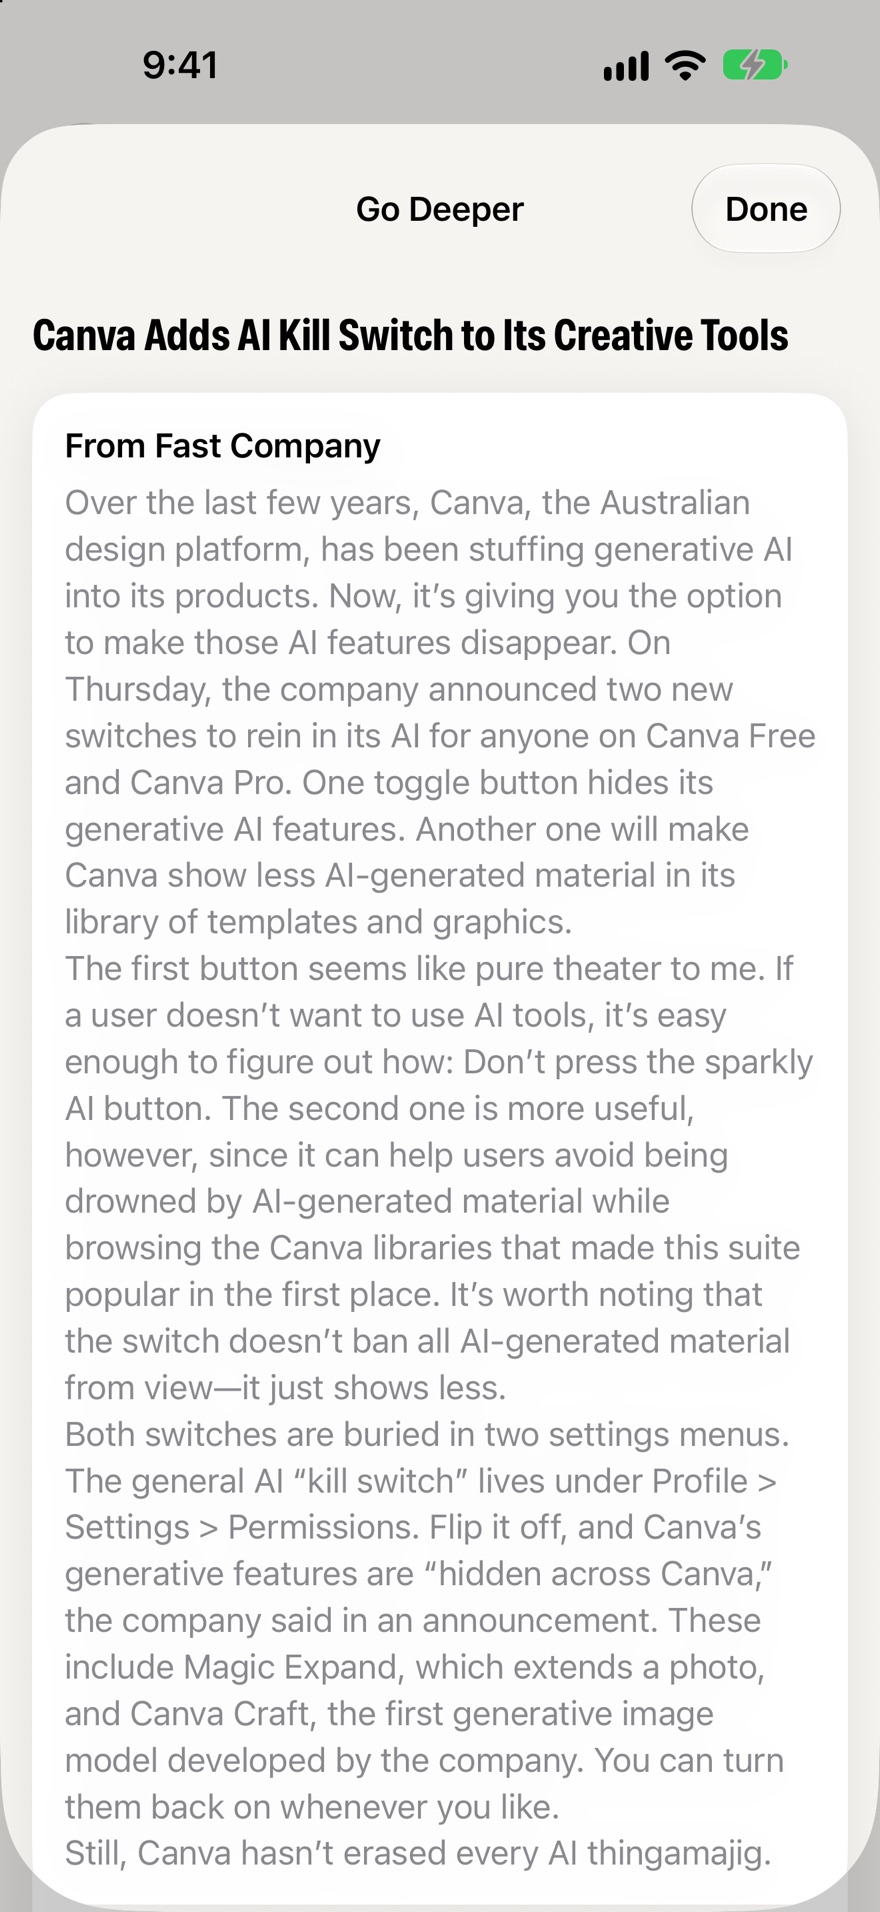 9:41
Go Deeper
Done
Canva Adds AI Kill Switch to Its Creative Tools
From Fast Company
Over the last few years, Canva, the Australian
design platform, has been stuffing generative AI
into its products. Now, it’s giving you the option
to make those AI features disappear. On
Thursday, the company announced two new
switches to rein in its AI for anyone on Canva Free
and Canva Pro. One toggle button hides its
generative AI features. Another one will make
Canva show less AI-generated material in its
library of templates and graphics.
The first button seems like pure theater to me. If
a user doesn’t want to use AI tools, it’s easy
enough to figure out how: Don’t press the sparkly
AI button. The second one is more useful,
however, since it can help users avoid being
drowned by AI-generated material while
browsing the Canva libraries that made this suite
popular in the first place. It’s worth noting that
the switch doesn’t ban all AI-generated material
from view—it just shows less.
Both switches are buried in two settings menus.
The general AI “kill switch” lives under Profile >
Settings > Permissions. Flip it off, and Canva’s
generative features are “hidden across Canva,”
the company said in an announcement. These
include Magic Expand, which extends a photo,
and Canva Craft, the first generative image
model developed by the company. You can turn
them back on whenever you like.
Still, Canva hasn’t erased every AI thingamajig.